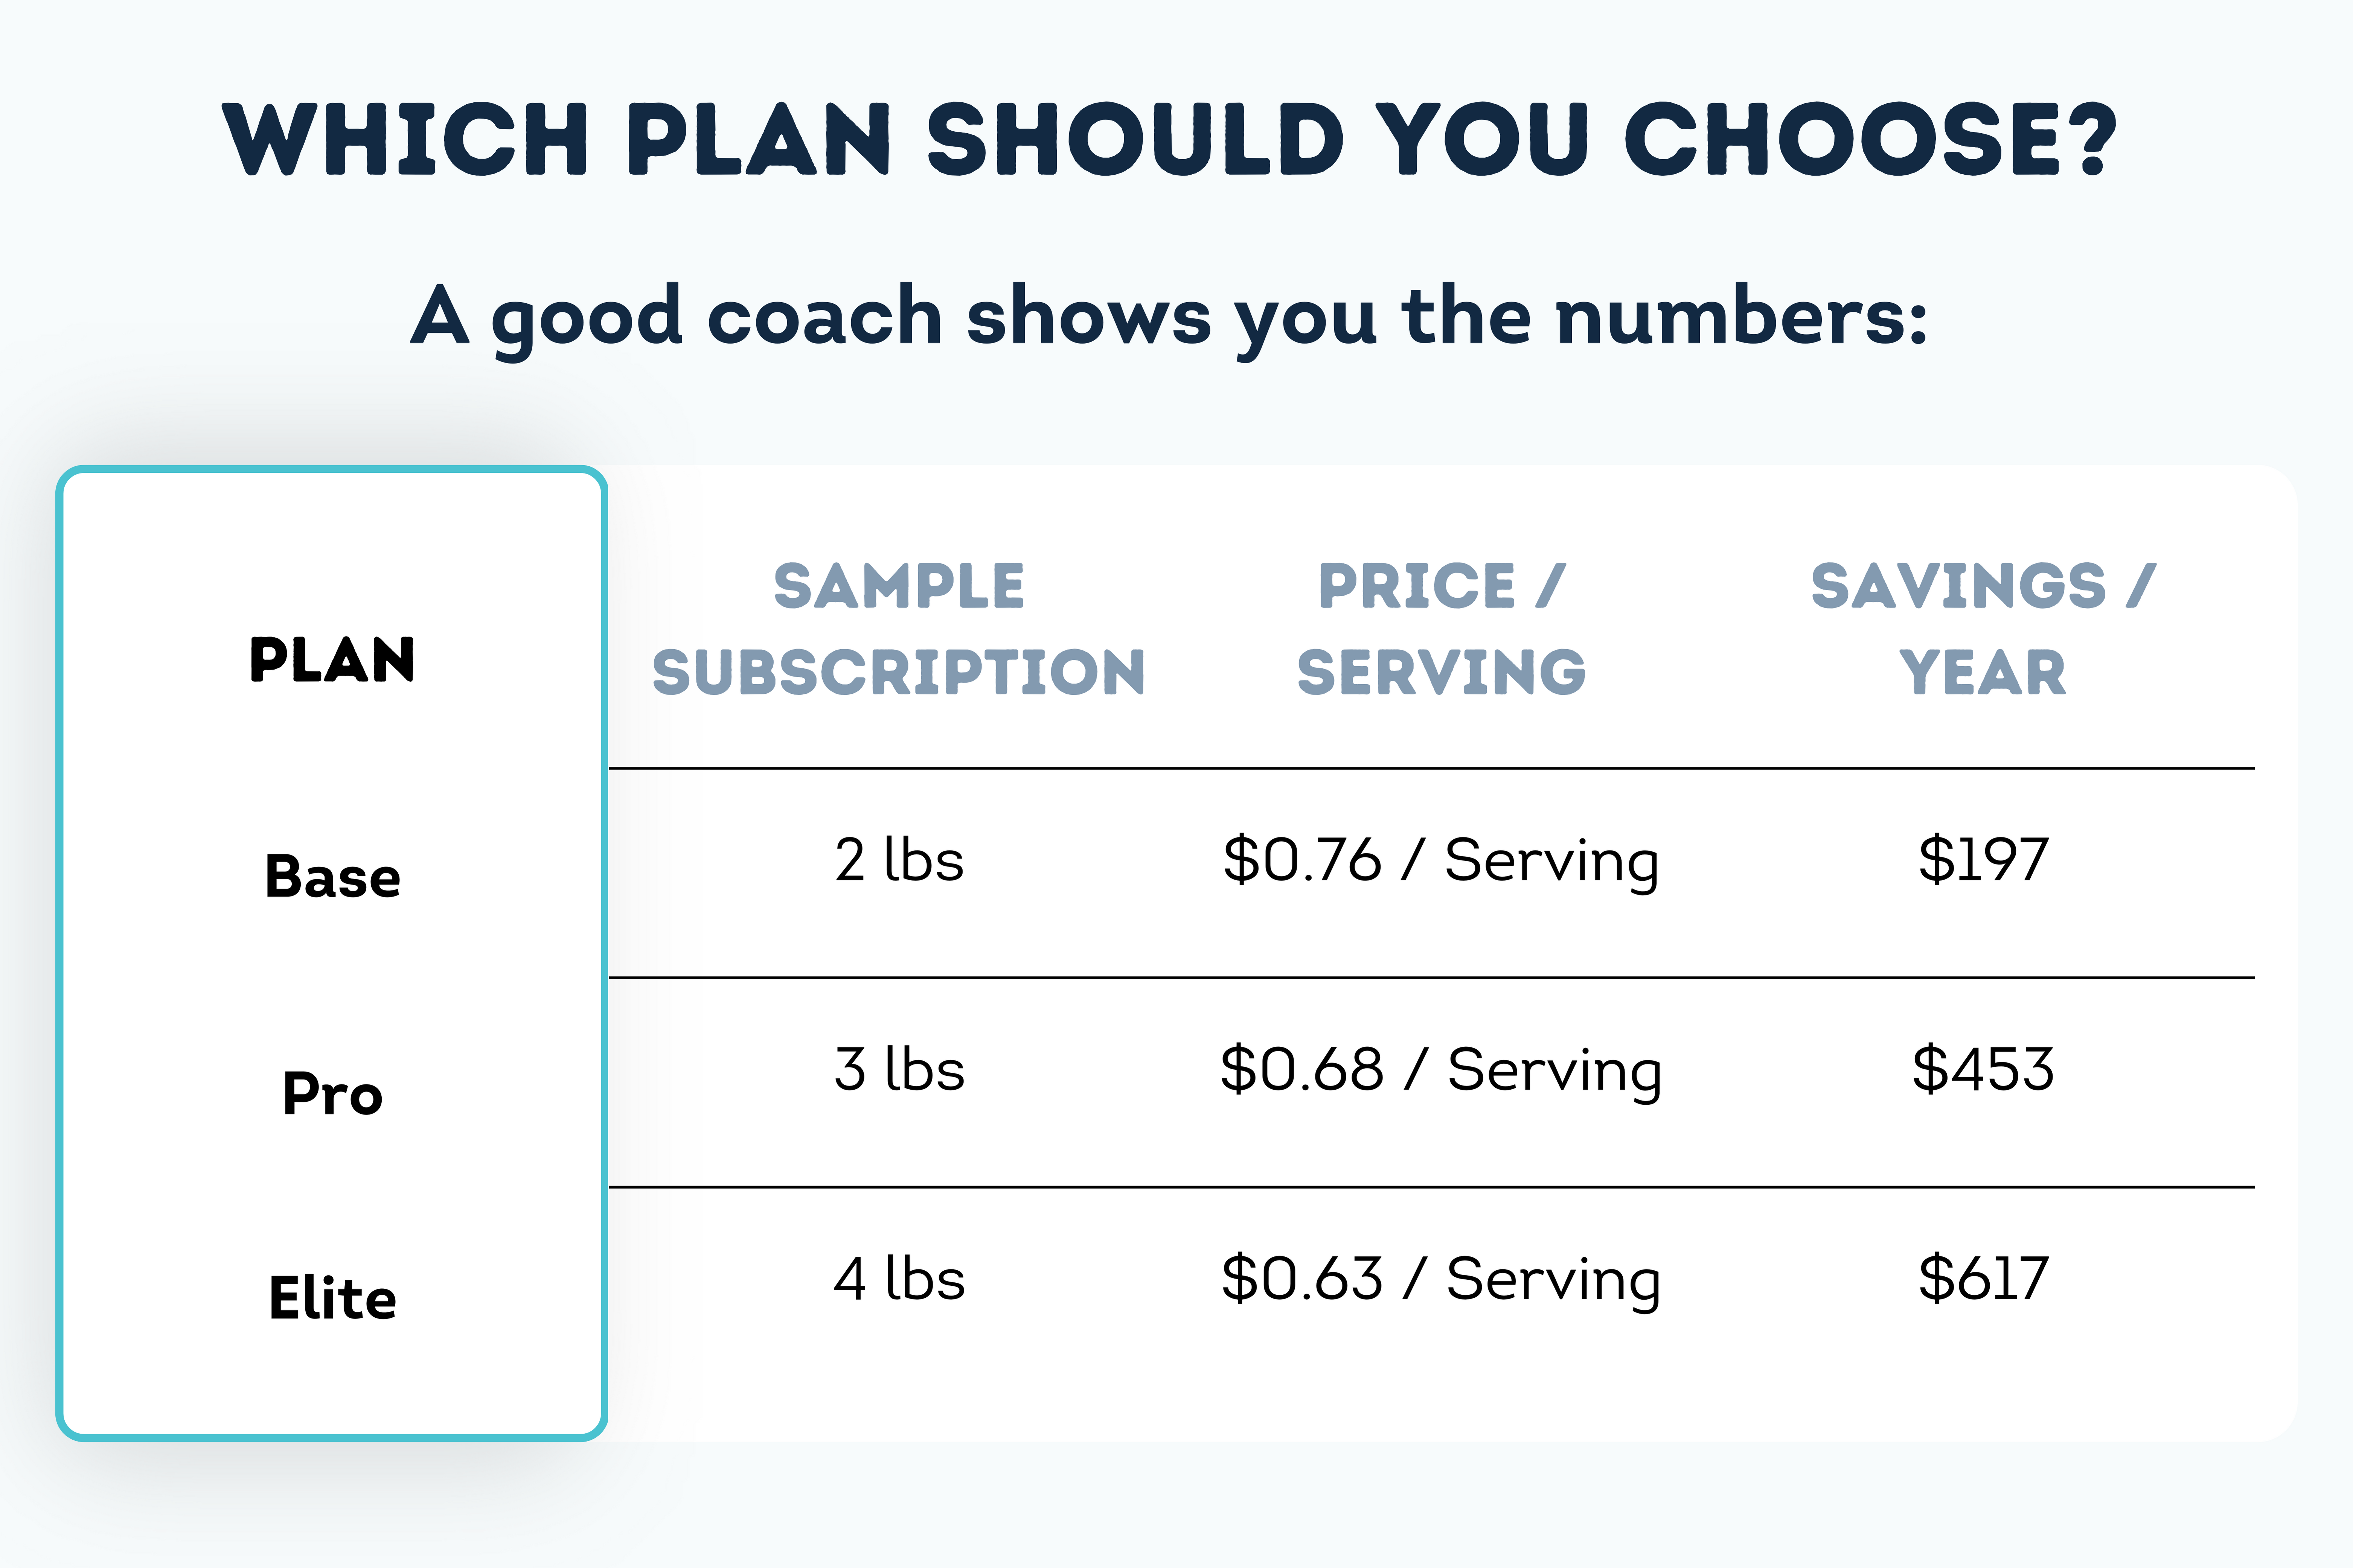 WHICH PLAN SHOULD YOU CHOOSE?
A good coach shows you the numbers:
PLAN
SAMPLE
SUBSCRIPTION
PRICE /
SERVING
SAVINGS /
YEAR
Base
2 lbs
$0.76 / Serving
$197
Pro
3 lbs
$0.68 / Serving
$453
Elite
4 lbs
$0.63 / Serving
$617